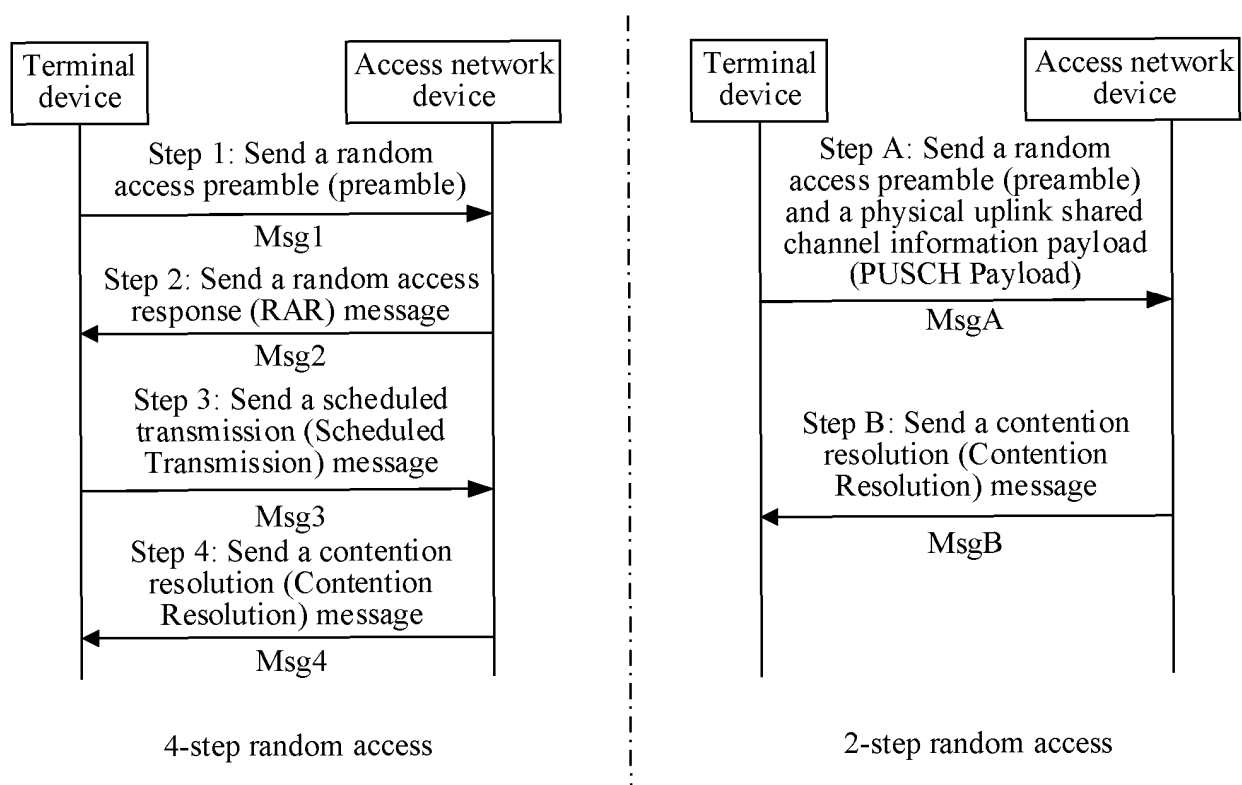 Terminal
device
Access network
device
Step 1: Send a random
access preamble (preamble)
Msg1
Step 2: Send a random access
response (RAR) message
Msg2
Step 3: Send a scheduled
transmission (Scheduled
Transmission) message
Msg3
Step 4: Send a contention
resolution (Contention
Resolution) message
Msg4
4-step random access
Terminal
device
Access network
device
Step A: Send a random
access preamble (preamble)
and a physical uplink shared
channel information payload
(PUSCH Payload)
MsgA
Step B: Send a contention
resolution (Contention
Resolution) message
MsgB
2-step random access